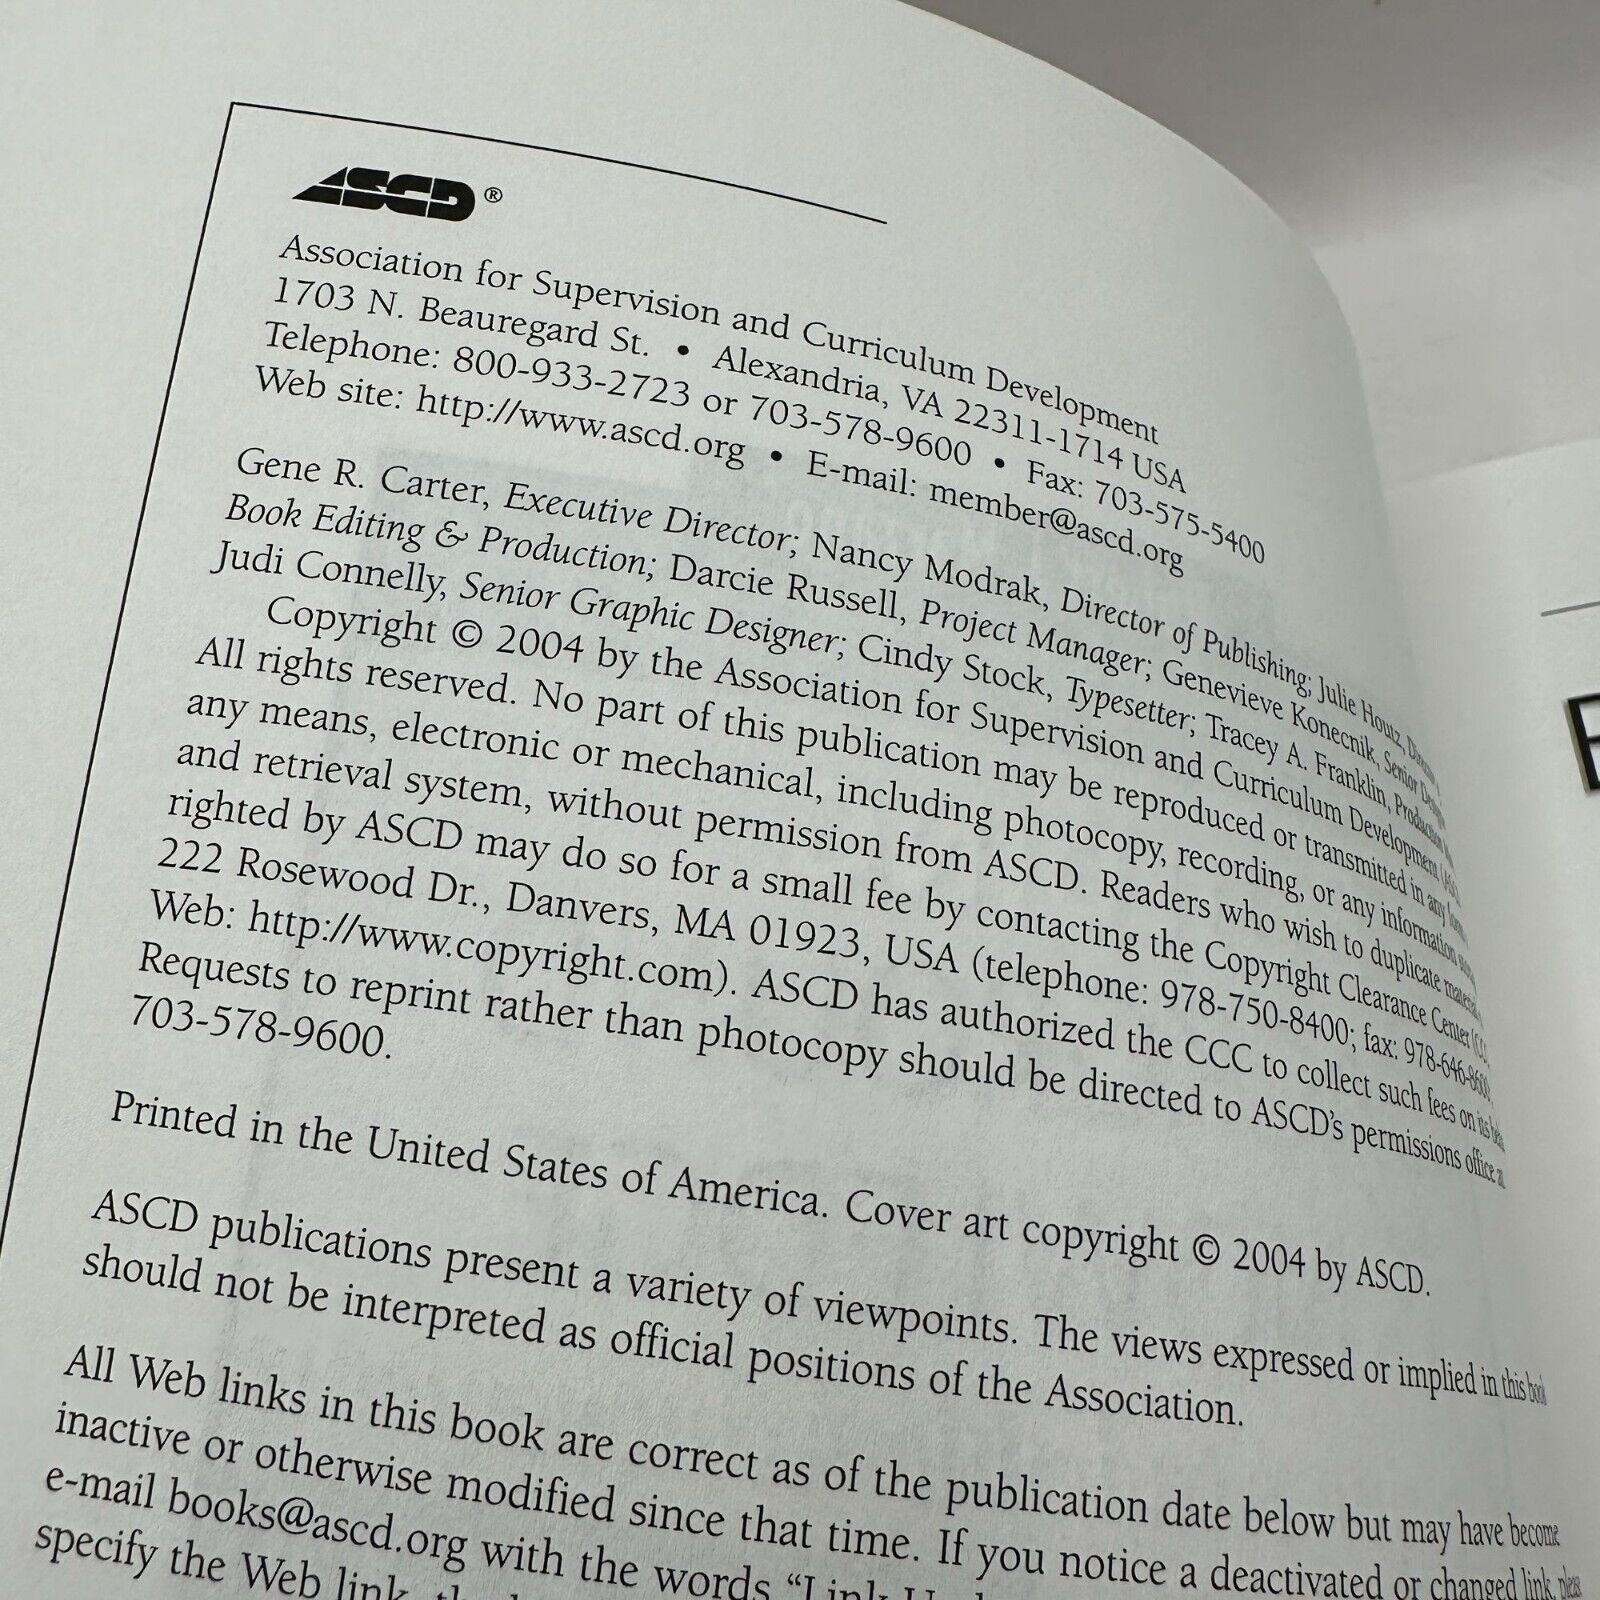 ASCD®
Association for Supervision and Curriculum Development
1703 N. Beauregard St. • Alexandria, VA 22311-1714 USA
Telephone: 800-933-2723 or 703-578-9600 • Fax: 703-575-5400
Web site: http://www.ascd.org • E-mail: member@ascd.org
Gene R. Carter, Executive Director; Nancy Modrak, Director of Publishing; Julie Houtz,
Book Editing & Production; Darcie Russell, Project Manager; Genevieve Konecnik, Senior
Judi Connelly, Senior Graphic Designer; Cindy Stock, Typesetter; Tracey A. Franklin, Production
Copyright © 2004 by the Association for Supervision and Curriculum Development
All rights reserved. No part of this publication may be reproduced or transmitted in any
any means, electronic or mechanical, including photocopy, recording, or any information
and retrieval system, without permission from ASCD. Readers who wish to duplicate
righted by ASCD may do so for a small fee by contacting the Copyright Clearance Center
222 Rosewood Dr., Danvers, MA 01923, USA (telephone: 978-750-8400; fax: 978-646-8600
Web: http://www.copyright.com). ASCD has authorized the CCC to collect such fees on its
Requests to reprint rather than photocopy should be directed to ASCD's permissions office
703-578-9600.
Printed in the United States of America. Cover art copyright © 2004 by ASCD.
ASCD publications present a variety of viewpoints. The views expressed or implied in this book
should not be interpreted as official positions of the Association.
All Web links in this book are correct as of the publication date below but may have become
inactive or otherwise modified since that time. If you notice a deactivated or changed link, please
e-mail books@ascd.org with the words "Link
specify the Web link,